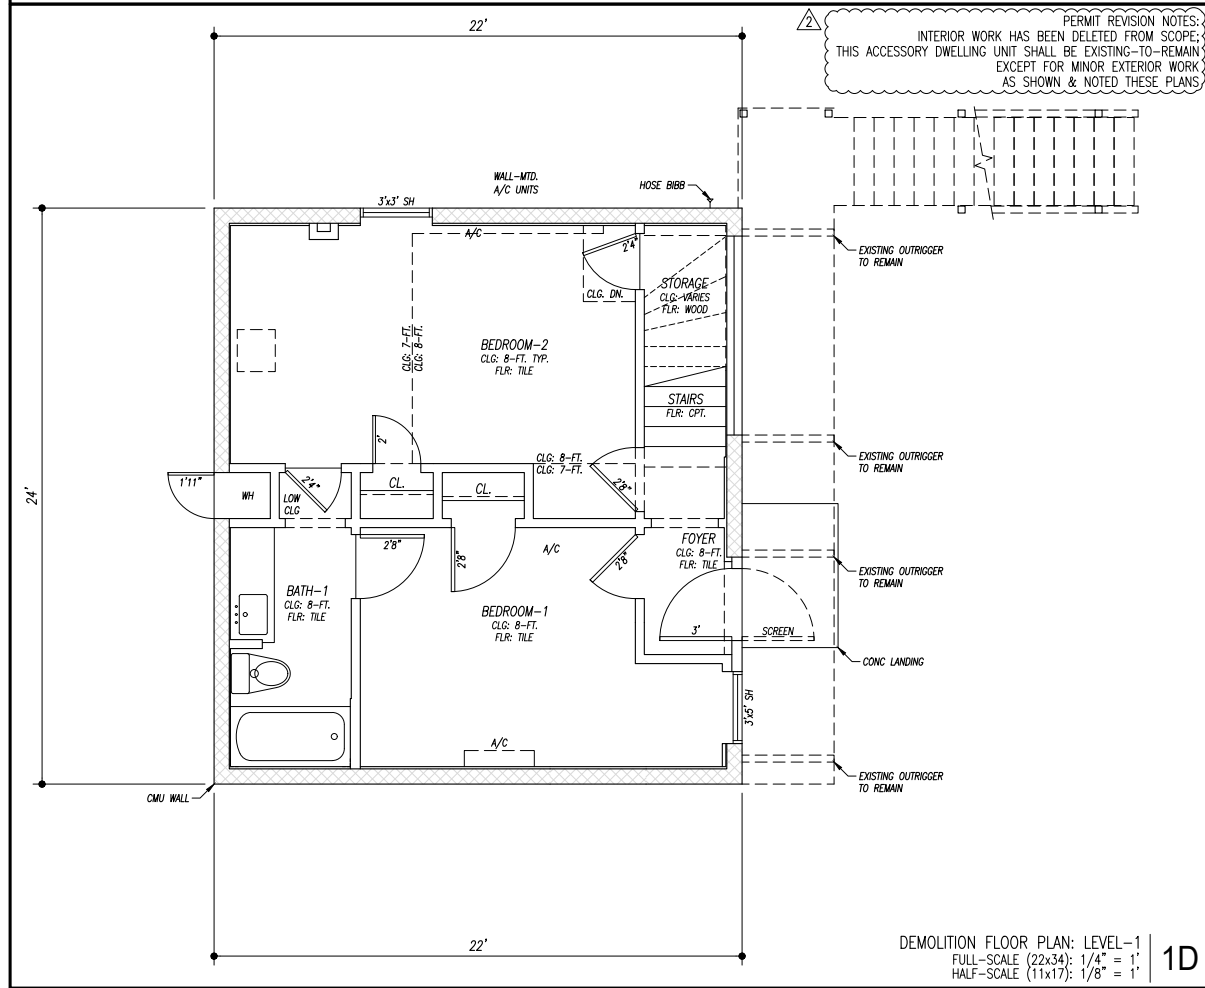 22'
2
PERMIT REVISION NOTES:
INTERIOR WORK HAS BEEN DELETED FROM SCOPE;
THIS ACCESSORY DWELLING UNIT SHALL BE EXISTING-TO-REMAIN
EXCEPT FOR MINOR EXTERIOR WORK
AS SHOWN & NOTED THESE PLANS
WALL-MTD.
A/C UNITS
HOSE BIBB
3'x3' SH
A/C
2'4"
EXISTING OUTRIGGER
TO REMAIN
STORAGE
CLG: VARIES
FLR: WOOD
CLG. DN.
CLG: 7-FT.
CLG: 8-FT.
BEDROOM-2
CLG: 8-FT. TYP.
FLR: TILE
STAIRS
FLR: CPT.
2'
CLG: 8-FT.
CLG: 7-FT.
EXISTING OUTRIGGER
TO REMAIN
24'
1'11"
WH
LOW
CLG
2'4"
CL.
CL.
2'8"
FOYER
CLG: 8-FT.
FLR: TILE
2'8"
2'8"
A/C
2'8"
EXISTING OUTRIGGER
TO REMAIN
BATH-1
CLG: 8-FT.
FLR: TILE
BEDROOM-1
CLG: 8-FT.
FLR: TILE
3'
SCREEN
CONC LANDING
3'x5' SH
A/C
EXISTING OUTRIGGER
TO REMAIN
CMU WALL
22'
DEMOLITION FLOOR PLAN: LEVEL-1
FULL-SCALE (22x34): 1/4" = 1'
HALF-SCALE (11x17): 1/8" = 1'
1D